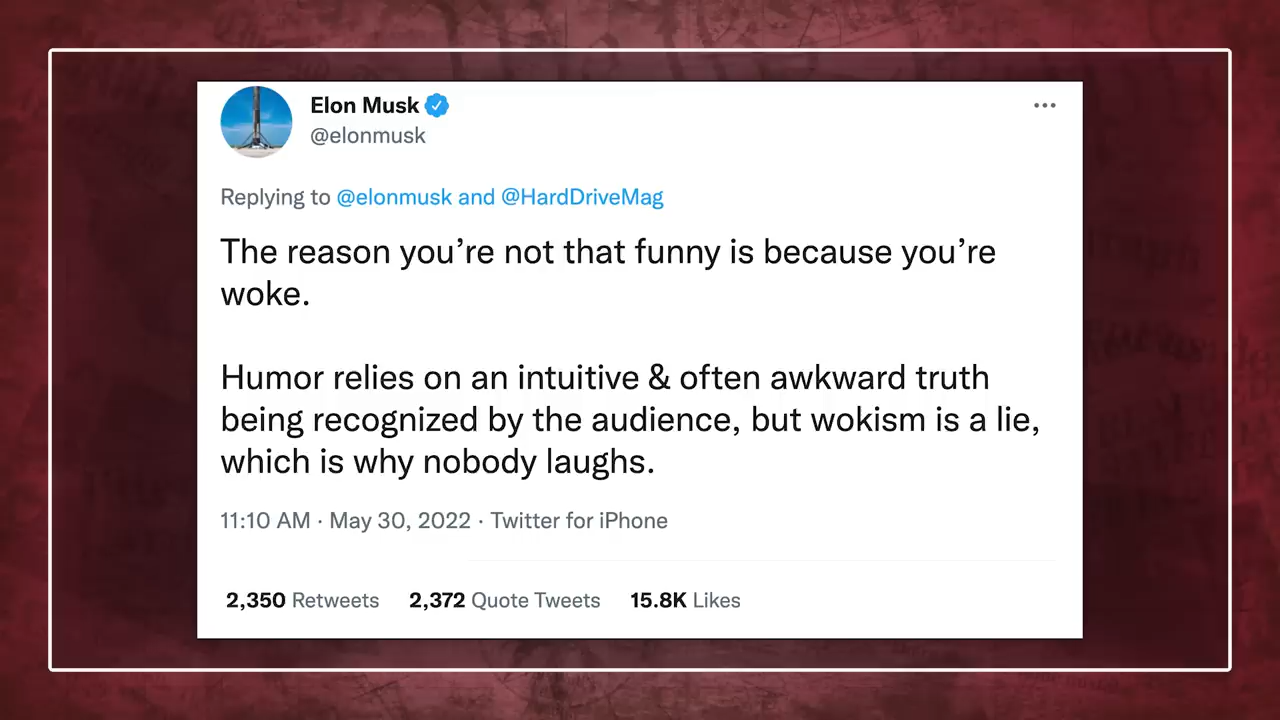 Elon Musk
@elonmusk
Replying to @elonmusk and @HardDriveMag
The reason you’re not that funny is because you’re
woke.
Humor relies on an intuitive & often awkward truth
being recognized by the audience, but wokism is a lie,
which is why nobody laughs.
11:10 AM · May 30, 2022 · Twitter for iPhone
2,350 Retweets 2,372 Quote Tweets 15.8K Likes